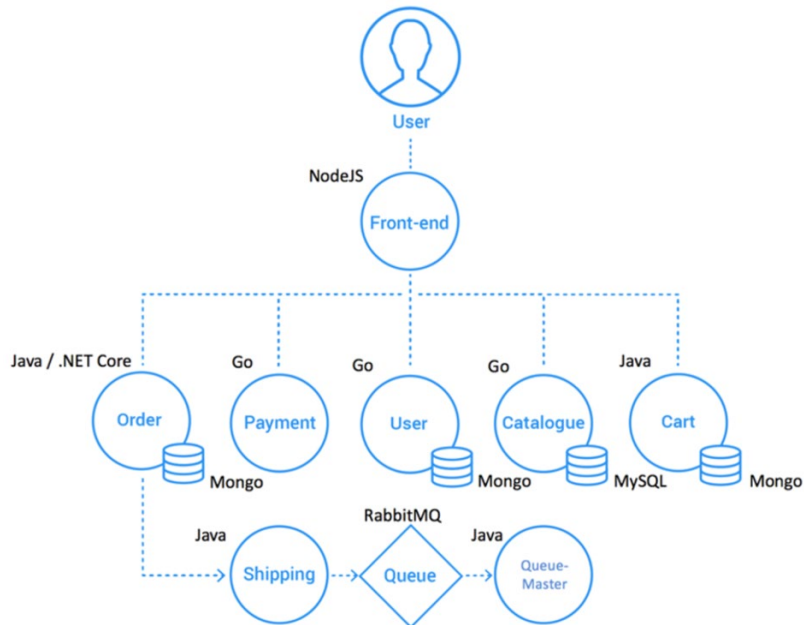 User
NodeJS
Front-end
Java / .NET Core
Go
Go
Go
Java
Order
Payment
User
Catalogue
Cart
Mongo
Mongo
MySQL
Mongo
RabbitMQ
Java
Java
Shipping
Queue
Queue-
Master